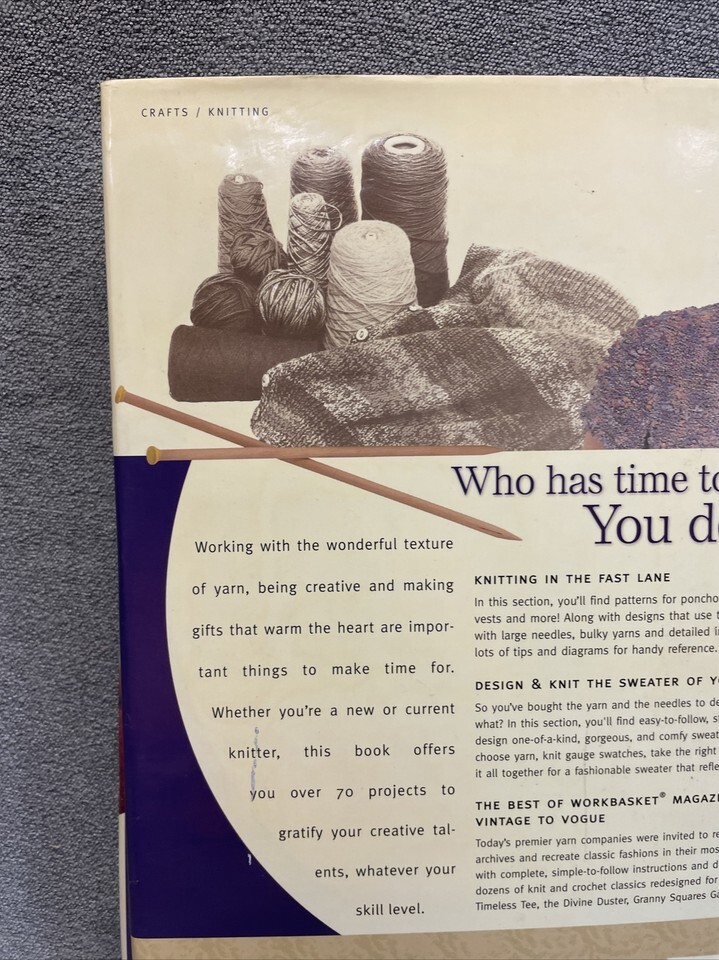 CRAFTS / KNITTING
Who has time to
You
Working with the wonderful texture
of yarn, being creative and making
gifts that warm the heart are impor-
tant things to make time for.
Whether you're a new or current
knitter, this book offers
you over 70 projects to
gratify your creative tal-
ents, whatever your
skill level.
KNITTING IN THE FAST LANE
In this section, you'll find patterns for poncho
vests and more! Along with designs that use
with large needles, bulky yarns and detailed
lots of tips and diagrams for handy reference.
DESIGN & KNIT THE SWEATER OF
So you've bought the yarn and the needles to
what? In this section, you'll find easy-to-follow,
design one-of-a-kind, gorgeous, and comfy
choose yarn, knit gauge swatches, take the right
it all together for a fashionable sweater that
THE BEST OF WORKBASKET®
VINTAGE TO VOGUE
Today's premier yarn companies were invited to
archives and recreate classic fashions in their
with complete, simple-to-follow instructions and
dozens of knit and crochet classics redesigned for
Timeless Tee, the Divine Duster, Granny Squares